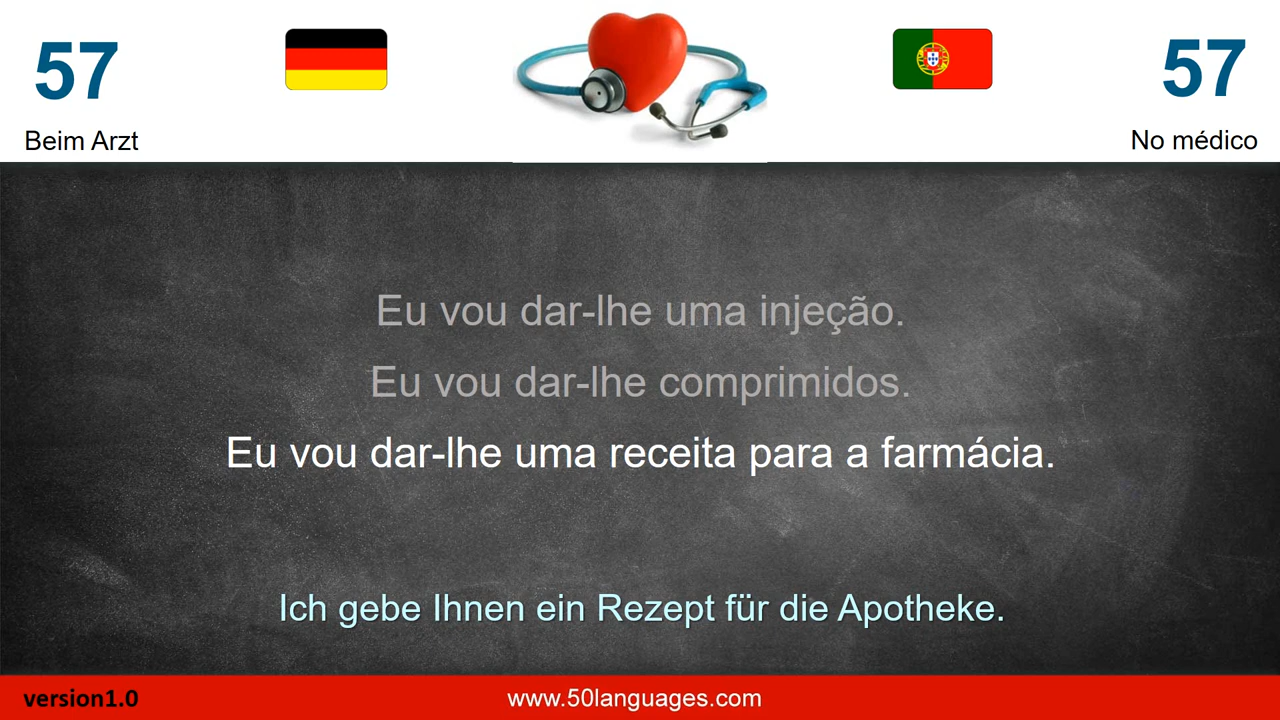 57
57
Beim Arzt
No médico
Eu vou dar-lhe uma injeção.
Eu vou dar-lhe comprimidos.
Eu vou dar-lhe uma receita para a farmácia.
Ich gebe Ihnen ein Rezept für die Apotheke.
version1.0
www.50languages.com